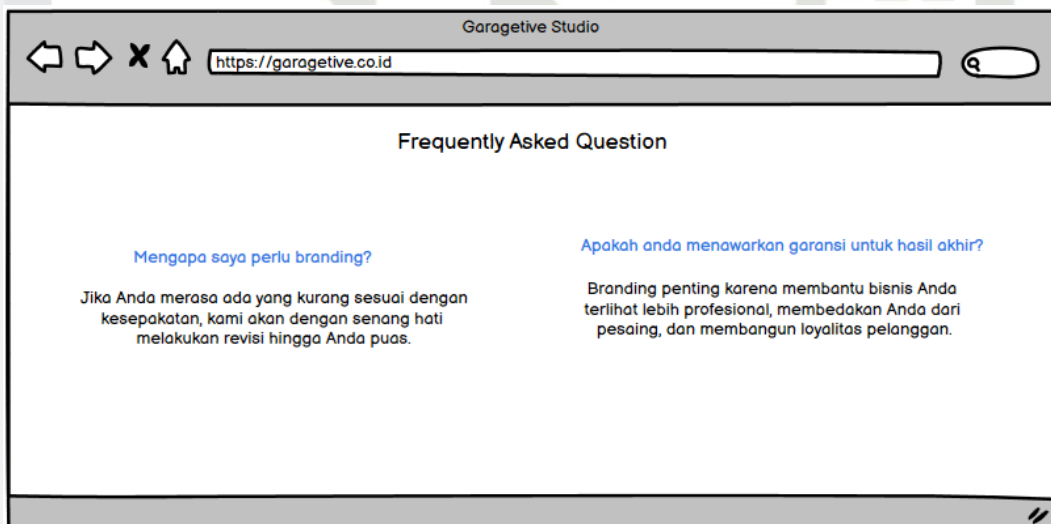 Garagetive Studio
https://garagetive.co.id
Frequently Asked Question
Mengapa saya perlu branding?
Jika Anda merasa ada yang kurang sesuai dengan
kesepakatan, kami akan dengan senang hati
melakukan revisi hingga Anda puas.
Apakah anda menawarkan garansi untuk hasil akhir?
Branding penting karena membantu bisnis Anda
terlihat lebih profesional, membedakan Anda dari
pesaing, dan membangun loyalitas pelanggan.